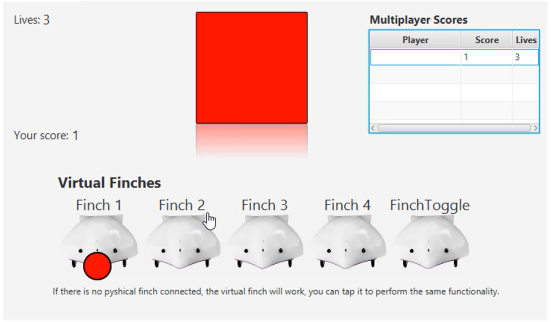 Lives: 3
Multiplayer Scores
Player Score Lives
1 3
Your score: 1
Virtual Finches
Finch 1 Finch 2 Finch 3 Finch 4 FinchToggle
If there is no pyshical finch connected, the virtual finch will work, you can tap it to perform the same functionality.